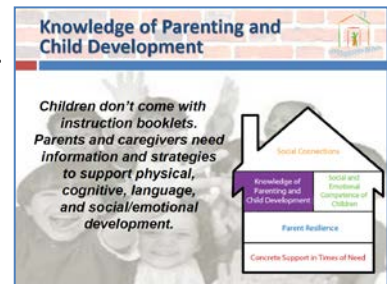 Knowledge of Parenting and
Child Development
Children don't come with
instruction booklets.
Parents and caregivers need
information and strategies
to support physical,
cognitive, language,
and social/emotional
development.
Social Connections
Knowledge of
Parenting and
Child Development
Social and
Emotional
Competence of
Children
Parent Resilience
Concrete Support in Times of Need